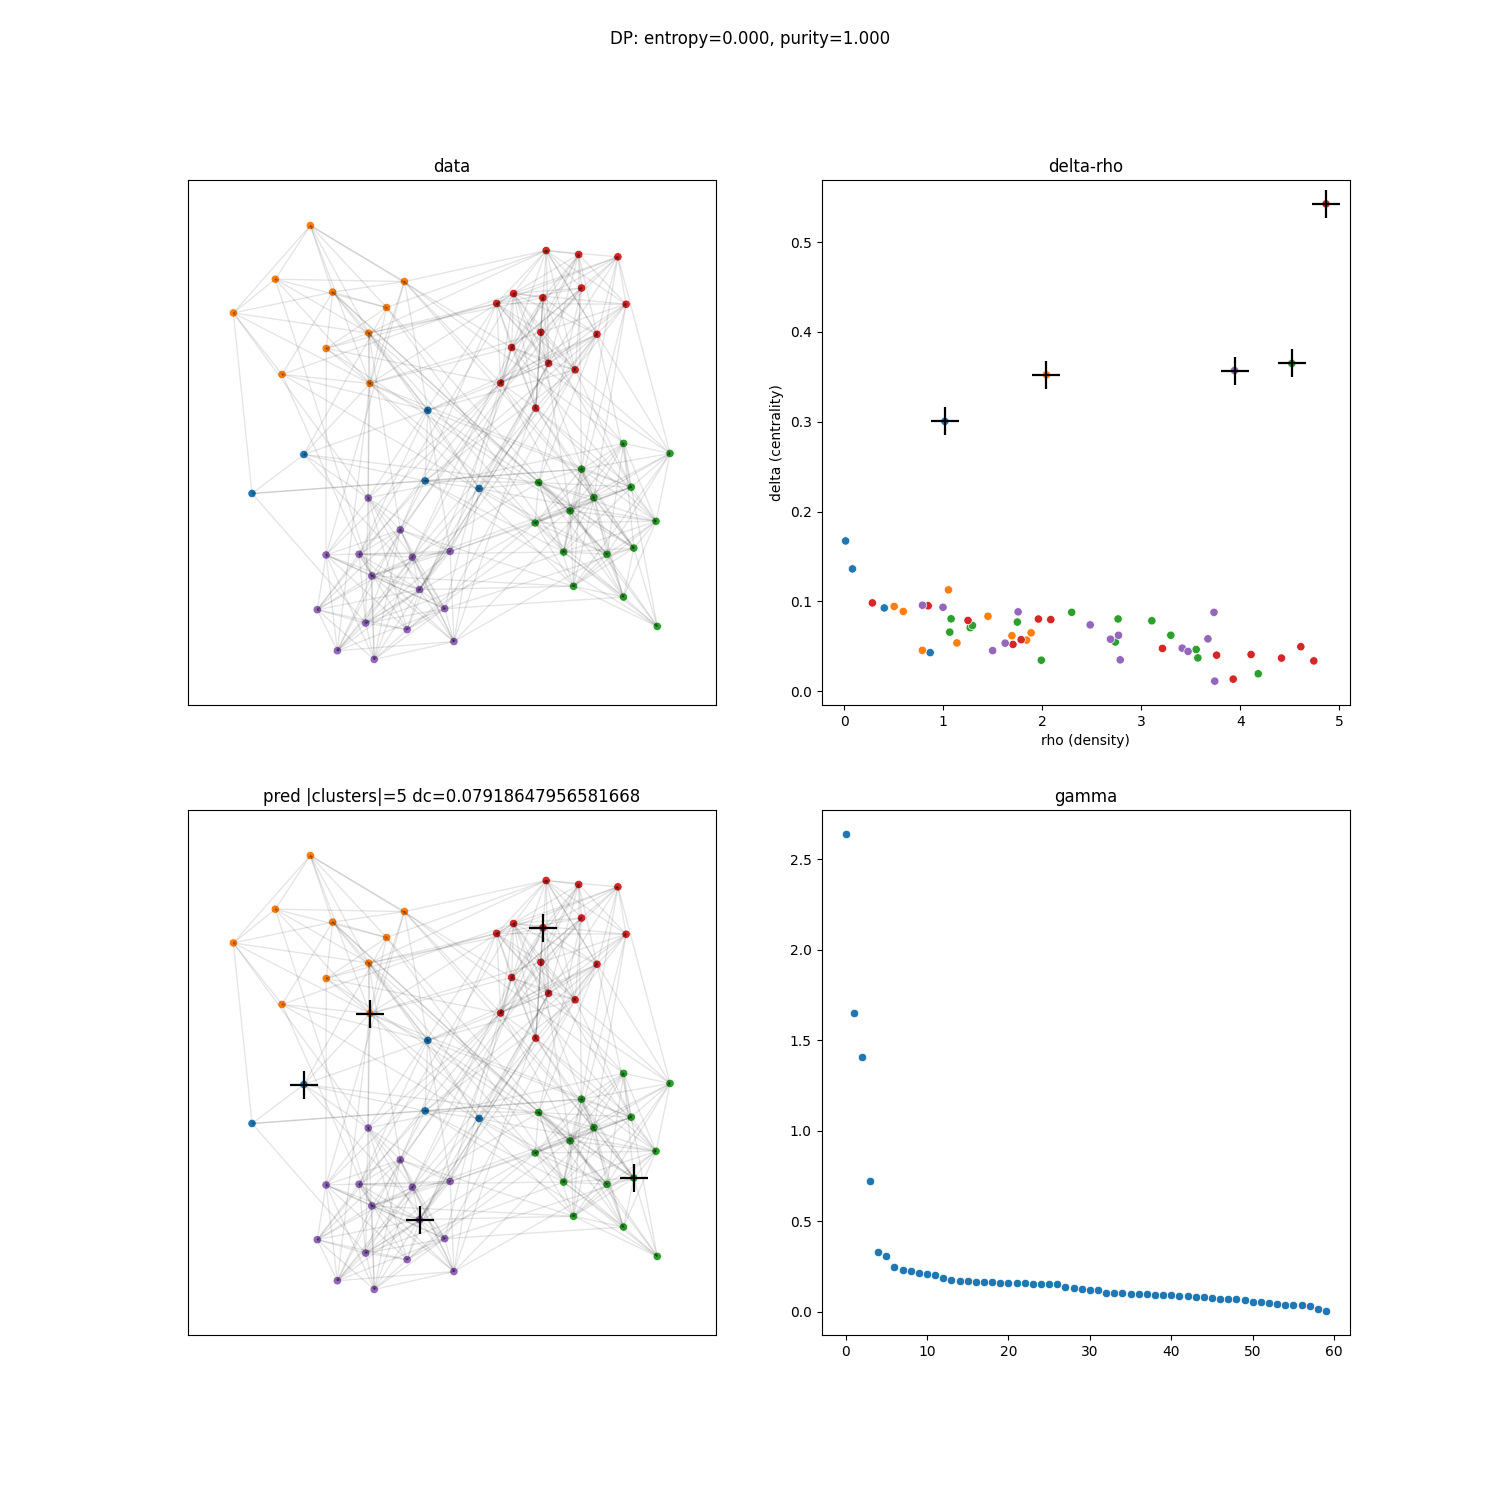 DP: entropy=0.000, purity=1.000
data
delta-rho
0.5
0.4
0.3
0.2
0.1
0.0
delta (centrality)
0 1 2 3 4 5
rho (density)
pred |clusters|=5 dc=0.07918647956581668
gamma
2.5
2.0
1.5
1.0
0.5
0.0
0 10 20 30 40 50 60